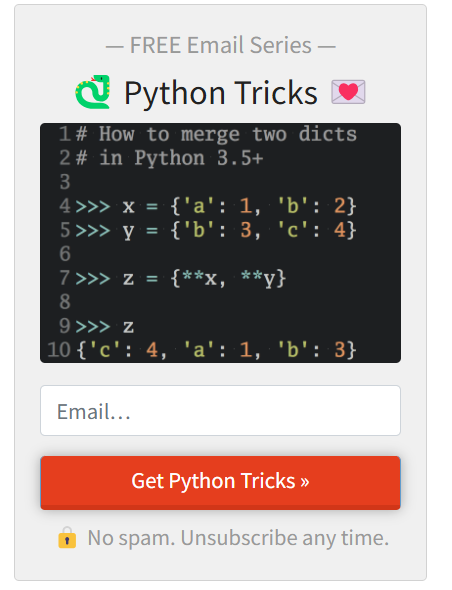 — FREE Email Series —
🐍 Python Tricks 💌
1 # How to merge two dicts
2 # in Python 3.5+
3
4 >>> x = {'a': 1, 'b': 2}
5 >>> y = {'b': 3, 'c': 4}
6
7 >>> z = {**x, **y}
8
9 >>> z
10 {'c': 4, 'a': 1, 'b': 3}
Email…
Get Python Tricks »
🔒 No spam. Unsubscribe any time.